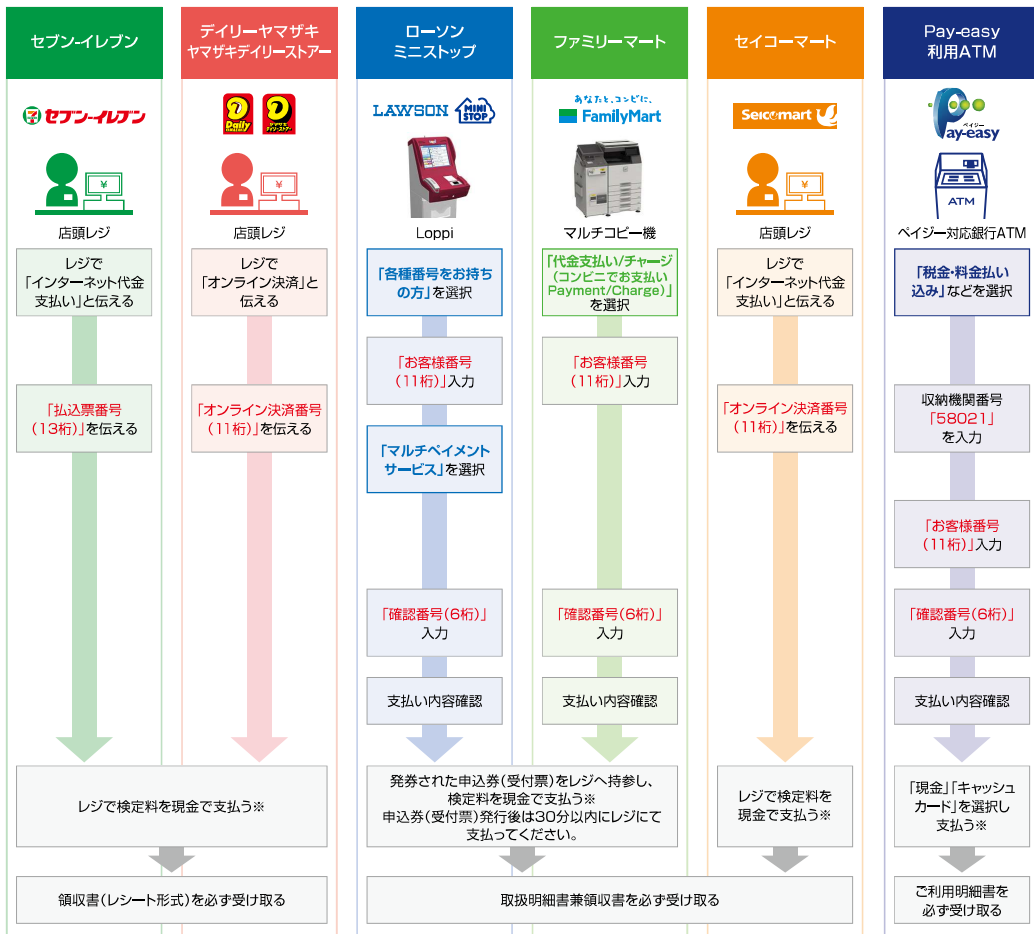 セブン-イレブン
デイリーヤマザキ
ヤマザキデイリーストアー
ローソン
ミニストップ
ファミリーマート
セイコーマート
Pay-easy
利用ATM
セブン-イレブン
Daily
デイリーストアー
LAWSON
MINI
STOP
あなたと、コンビに、
FamilyMart
Seicomart
ペイジー
Pay-easy
¥
¥
¥
ATM
店頭レジ
店頭レジ
Loppi
マルチコピー機
店頭レジ
ペイジー対応銀行ATM
レジで
「インターネット代金
支払い」と伝える
レジで
「オンライン決済」と
伝える
「各種番号をお持ち
の方」を選択
「代金支払い/チャージ
(コンビニでお支払い
Payment/Charge)」
を選択
レジで
「インターネット代金
支払い」と伝える
「税金・料金払い
込み」などを選択
「お客様番号
(11桁)」入力
「お客様番号
(11桁)」入力
「払込票番号
(13桁)」を伝える
「オンライン決済番号
(11桁)」を伝える
「マルチペイメント
サービス」を選択
「オンライン決済番号
(11桁)」を伝える
収納機関番号
「58021」
を入力
「お客様番号
(11桁)」入力
「確認番号(6桁)」
入力
「確認番号(6桁)」
入力
「確認番号(6桁)」
入力
支払い内容確認
支払い内容確認
支払い内容確認
レジで検定料を現金で支払う※
発券された申込券(受付票)をレジへ持参し、
検定料を現金で支払う※
申込券(受付票)発行後は30分以内にレジにて
支払ってください。
レジで検定料を
現金で支払う※
「現金」「キャッシュ
カード」を選択し
支払う※
領収書(レシート形式)を必ず受け取る
取扱明細書兼領収書を必ず受け取る
ご利用明細書を
必ず受け取る